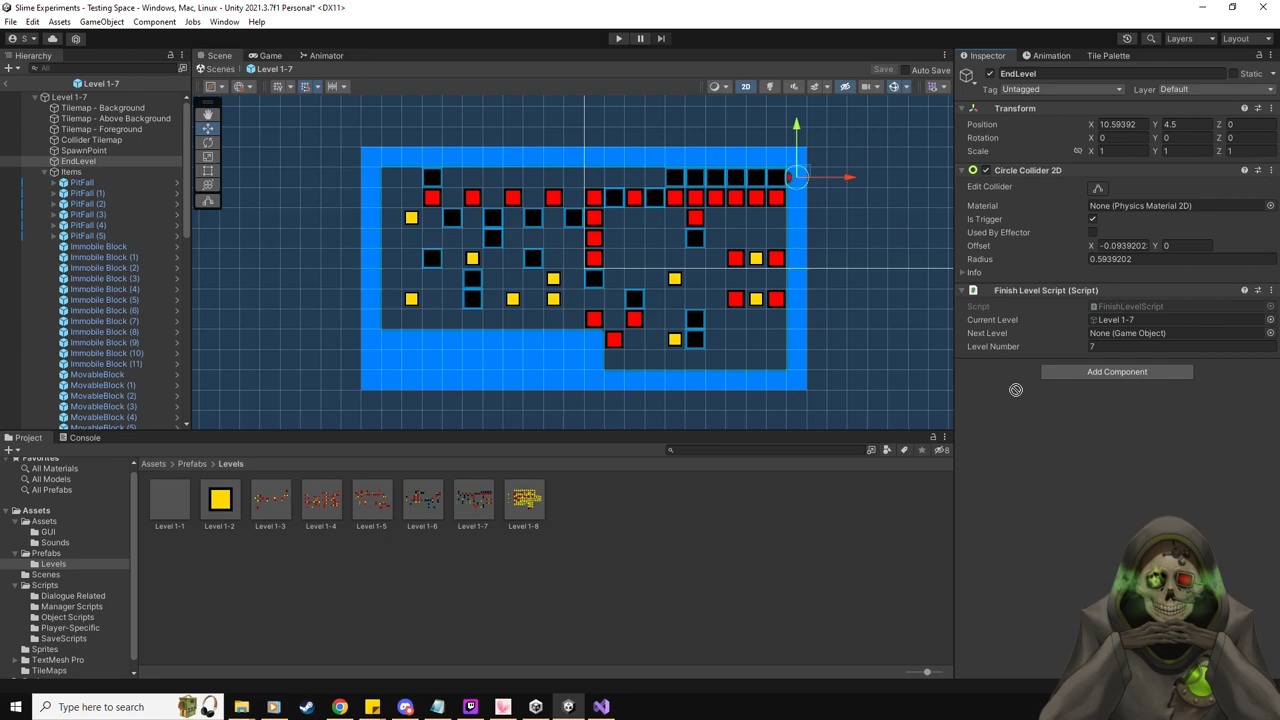 Slime Experiments - Testing Space - Windows, Mac, Linux - Unity 2021.3.7f1 Personal* <DX11>
File Edit Assets GameObject Component Jobs Window Help
S
Layers Layout
Hierarchy
All
Level 1-7
Level 1-7
Tilemap - Background
Tilemap - Above Background
Tilemap - Foreground
Collider Tilemap
SpawnPoint
EndLevel
Items
PitFall
PitFall (1)
PitFall (2)
PitFall (3)
PitFall (4)
PitFall (5)
Immobile Block
Immobile Block (1)
Immobile Block (2)
Immobile Block (3)
Immobile Block (4)
Immobile Block (5)
Immobile Block (6)
Immobile Block (7)
Immobile Block (8)
Immobile Block (9)
Immobile Block (10)
Immobile Block (11)
MovableBlock
MovableBlock (1)
MovableBlock (2)
MovableBlock (3)
MovableBlock (4)
MovableBlock (5)
Scene Game Animator
Scenes Level 1-7
Save Auto Save
2D
Inspector Animation Tile Palette
EndLevel Static
Tag Untagged Layer Default
Transform
Position X 10.59392 Y 4.5 Z 0
Rotation X 0 Y 0 Z 0
Scale X 1 Y 1 Z 1
Circle Collider 2D
Edit Collider
Material None (Physics Material 2D)
Is Trigger
Used By Effector
Offset X -0.0939202 Y 0
Radius 0.5939202
Info
Finish Level Script (Script)
Script FinishLevelScript
Current Level Level 1-7
Next Level None (Game Object)
Level Number 7
Add Component
Project Console
8
Favorites
All Materials
All Models
All Prefabs
Assets
Assets
GUI
Sounds
Prefabs
Levels
Scenes
Scripts
Dialogue Related
Manager Scripts
Object Scripts
Player-Specific
SaveScripts
Sprites
TextMesh Pro
TileMaps
Assets Prefabs Levels
Level 1-1 Level 1-2 Level 1-3 Level 1-4 Level 1-5 Level 1-6 Level 1-7 Level 1-8
Type here to search